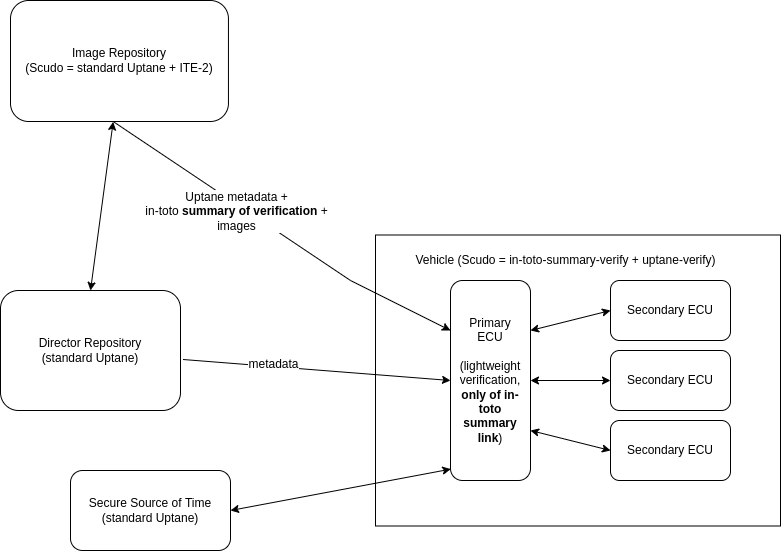 Image Repository
(Scudo = standard Uptane + ITE-2)
Uptane metadata +
in-toto summary of verification +
images
Vehicle (Scudo = in-toto-summary-verify + uptane-verify)
Primary
ECU
(lightweight
verification,
only of in-
toto
summary
link)
Secondary ECU
Secondary ECU
Secondary ECU
Director Repository
(standard Uptane)
metadata
Secure Source of Time
(standard Uptane)